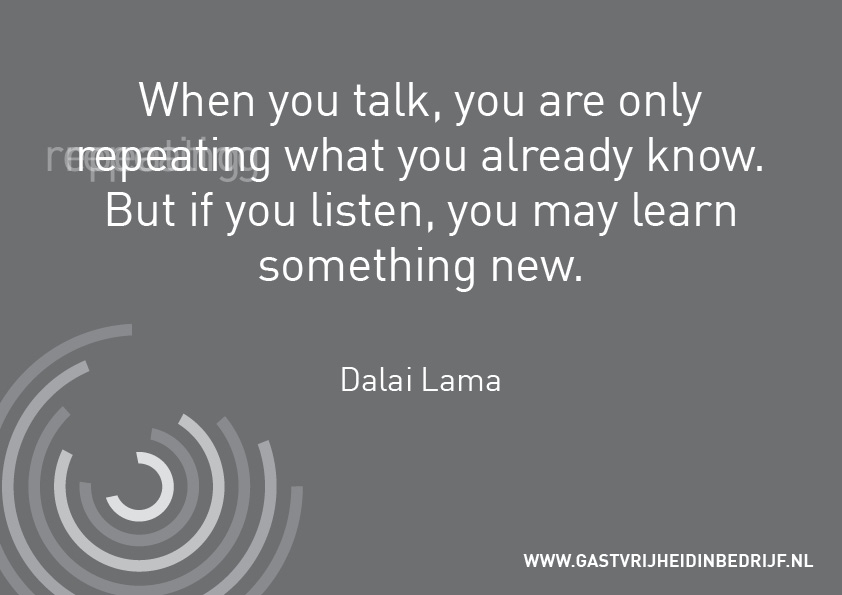 When you talk, you are only
repeating what you already know.
But if you listen, you may learn
something new.
Dalai Lama
WWW.GASTVRIJHEIDINBEDRIJF.NL